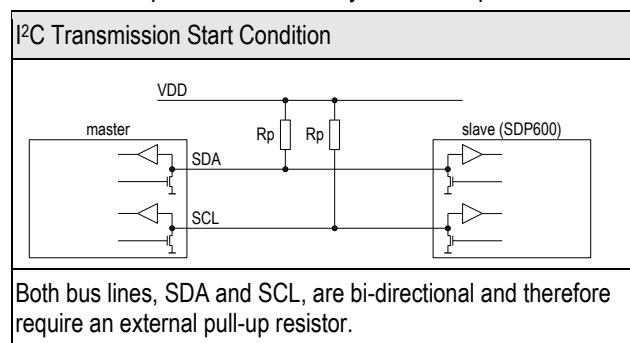 I2C Transmission Start Condition
VDD
master
Rp
Rp
slave (SDP600)
SDA
SCL
Both bus lines, SDA and SCL, are bi-directional and therefore
require an external pull-up resistor.